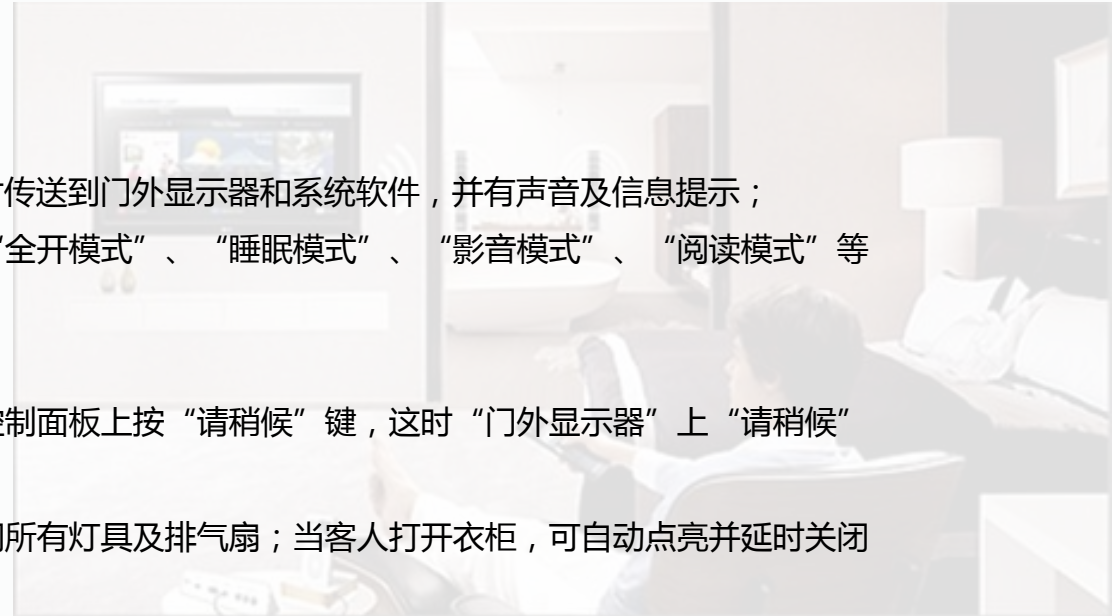 传送到门外显示器和系统软件，并有声音及信息提示；
“全开模式”、“睡眠模式”、“影音模式”、“阅读模式”等
制面板上按“请稍候”键，这时“门外显示器”上“请稍候”
所有灯具及排气扇；当客人打开衣柜，可自动点亮并延时关闭